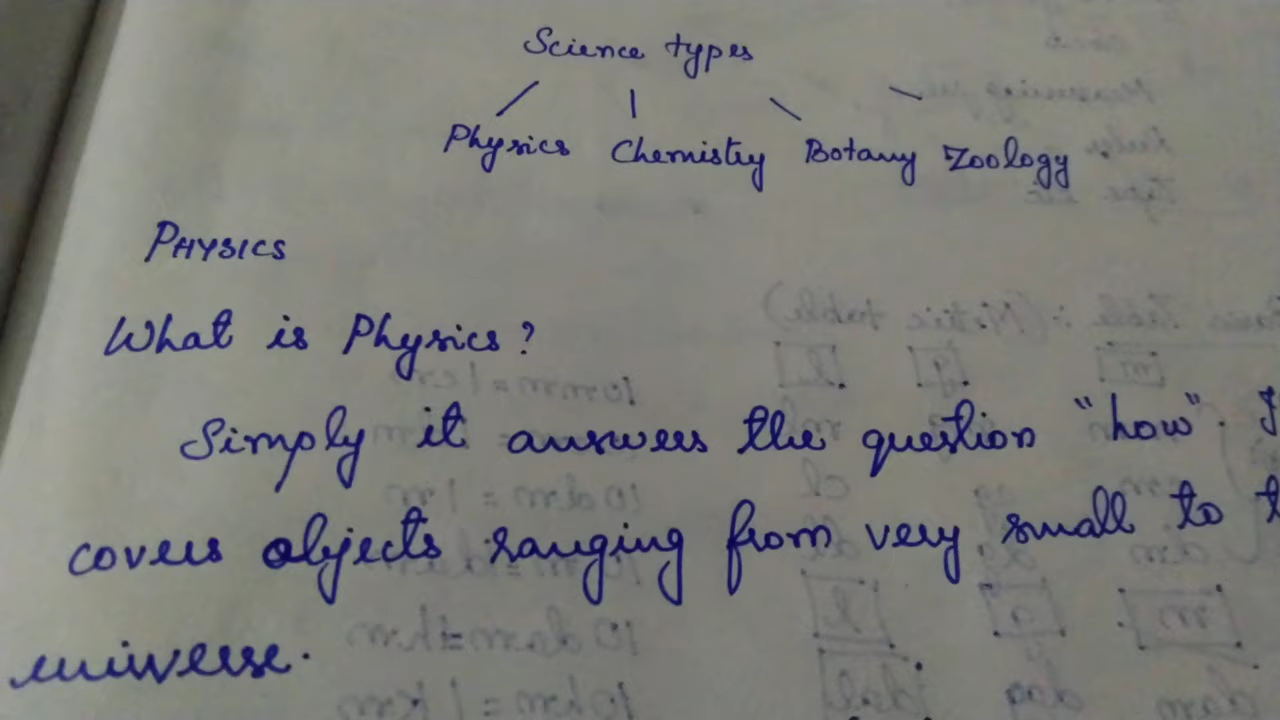 Science types
Physics Chemistry Botany Zoology
PHYSICS
What is Physics?
Simply it answers the question "how".
covers objects ranging from very small to
universe.